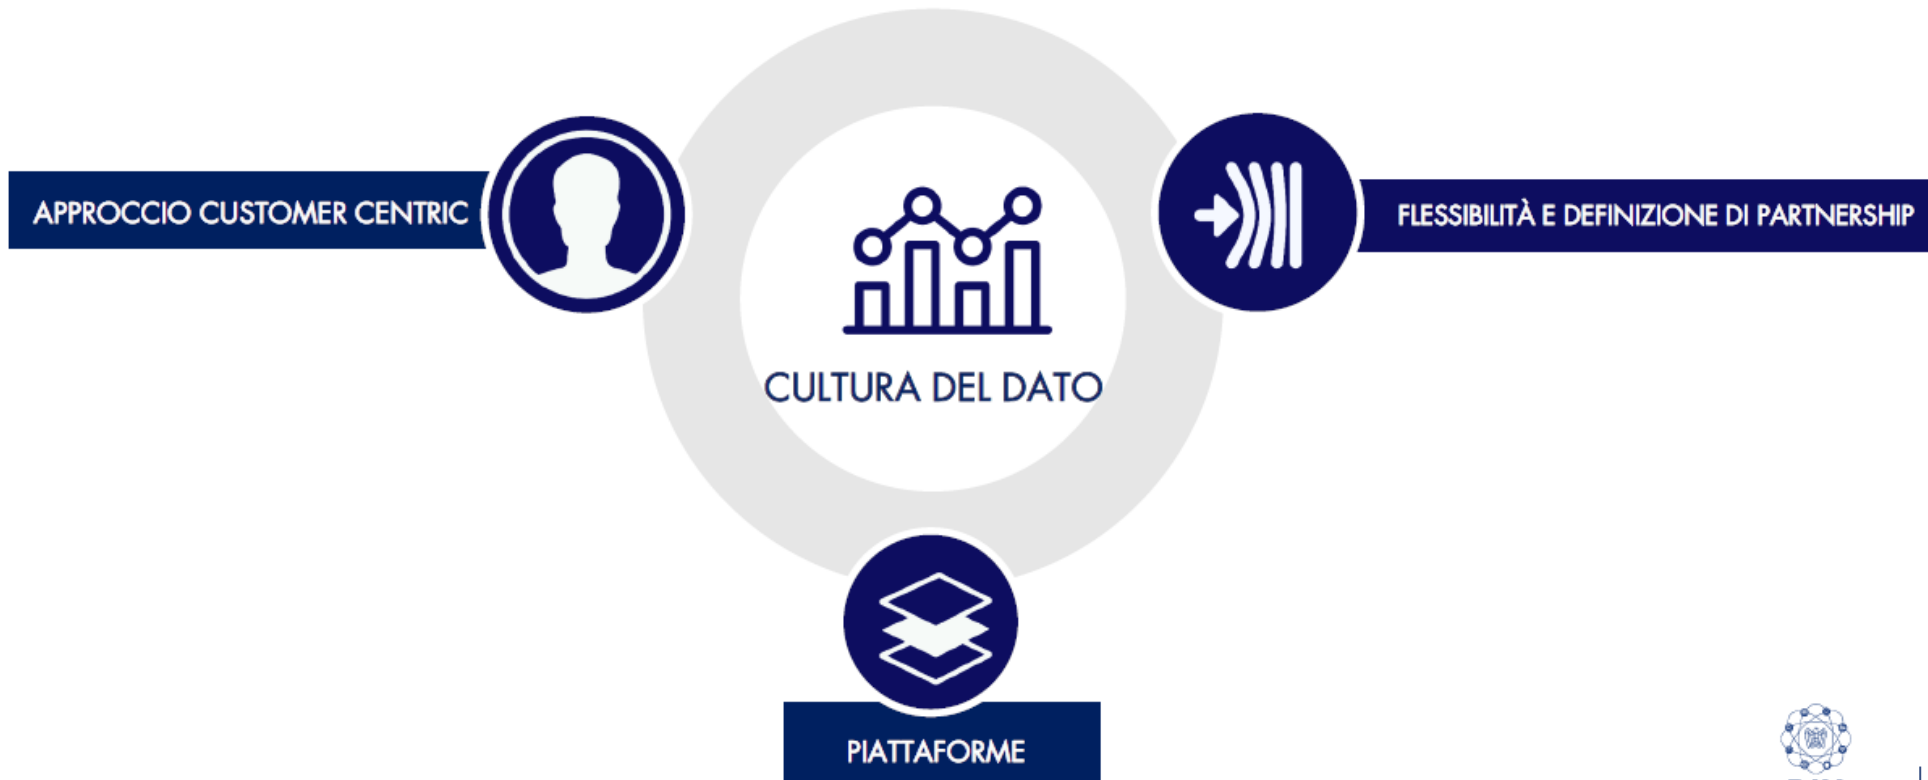 APPROCCIO CUSTOMER CENTRIC
FLESSIBILITÀ E DEFINIZIONE DI PARTNERSHIP
CULTURA DEL DATO
PIATTAFORME